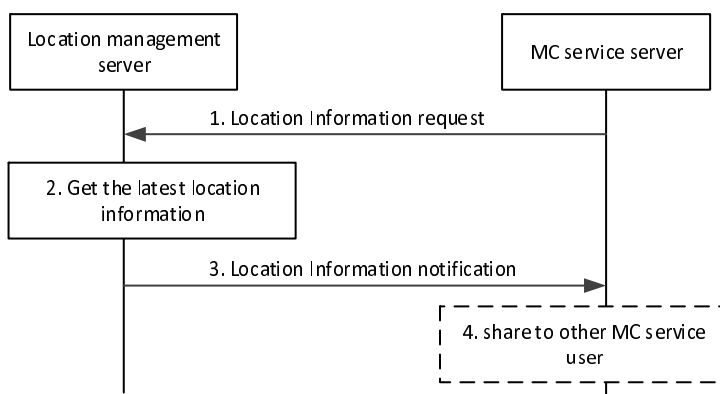 Location management
server
MC service server
1. Location Information request
2. Get the latest location
information
3. Location Information notification
4. share to other MC service
user